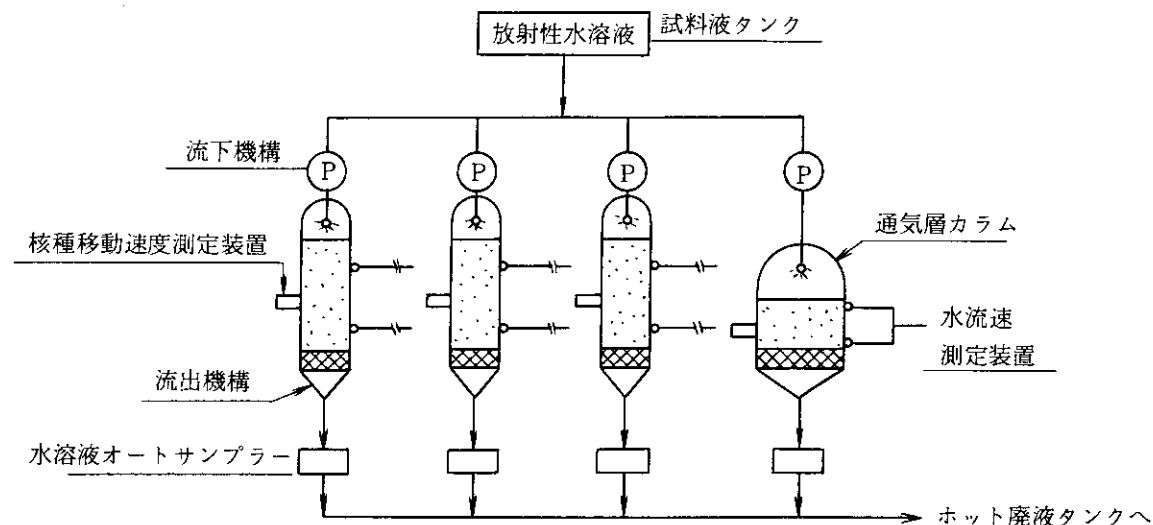 放射性水溶液
試料液タンク
流下機構
P
P
P
P
通気層カラム
核種移動速度測定装置
水流速
測定装置
流出機構
水溶液オートサンプラー
ホット廃液タンクへ